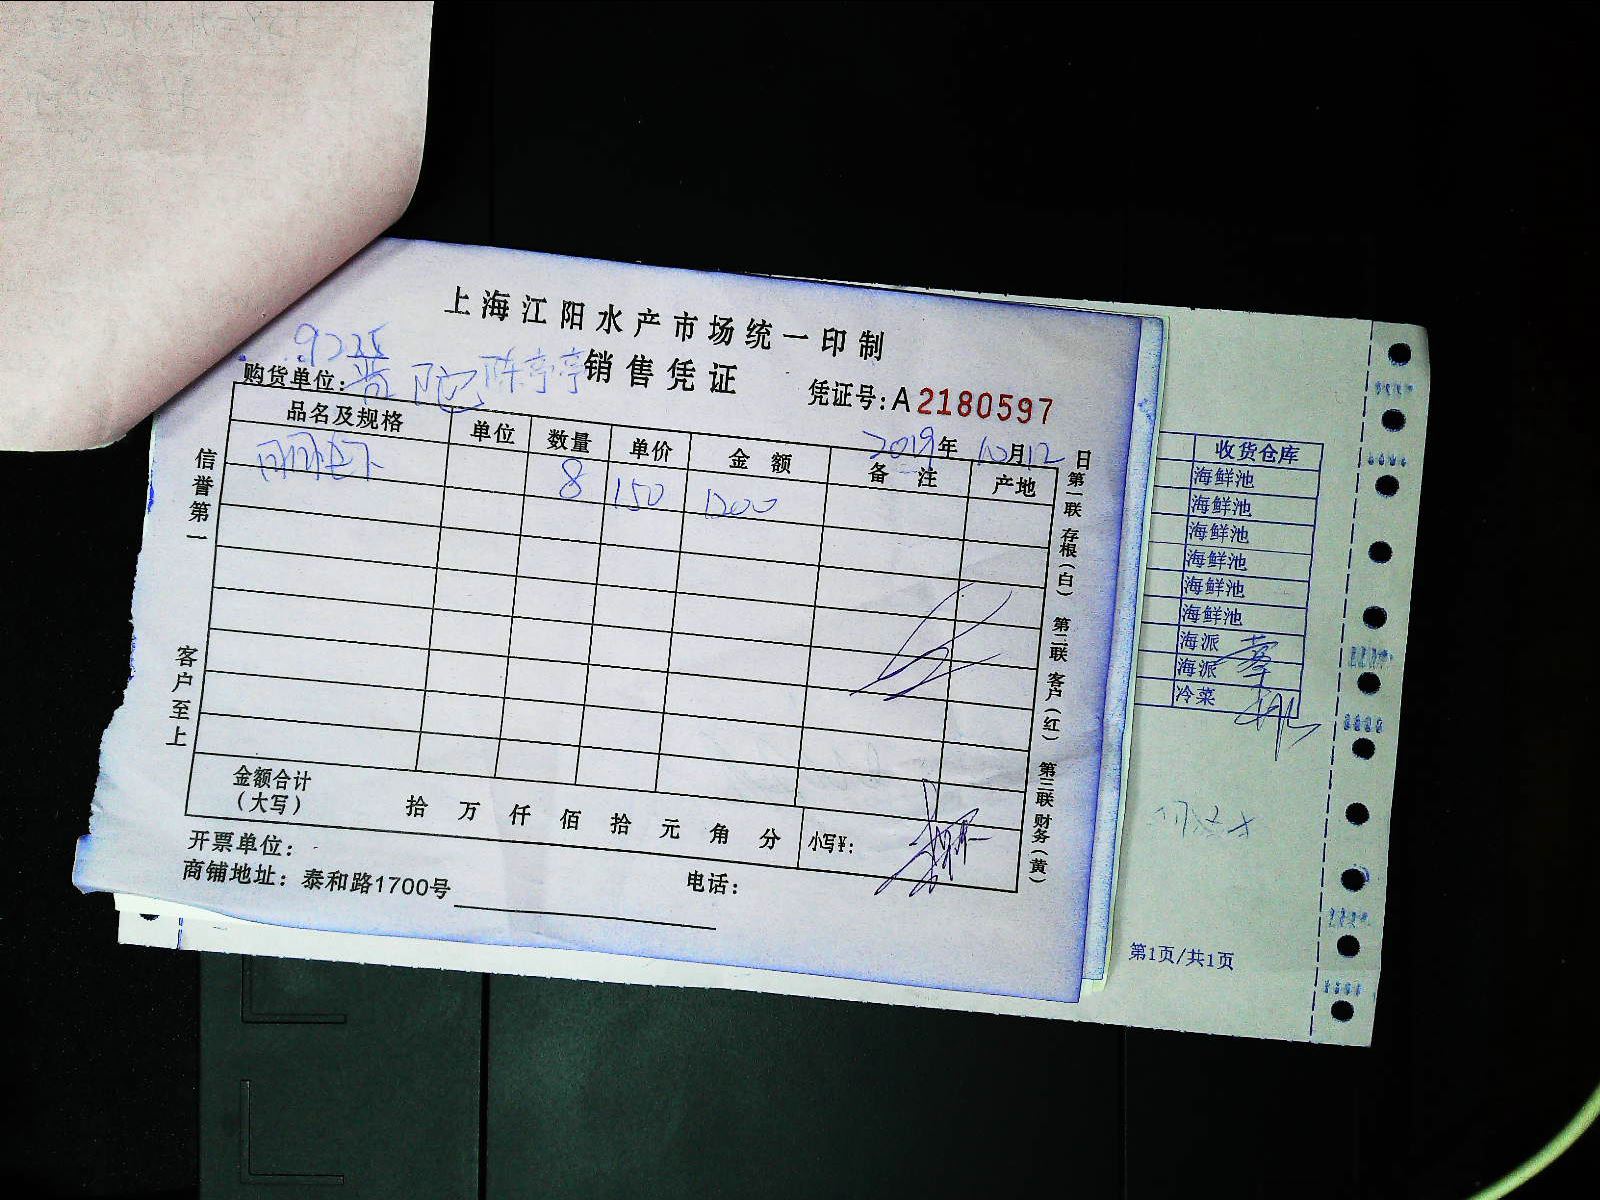 上海江阳水产市场统一印制
销售凭证
9225
购货单位：普陀 陈亭亭
凭证号：A 2180597
2019年10月12日
品名及规格 单位 数量 单价 金额 备注 产地
8 150 1200
信誉第一
客户至上
第一联 存根（白） 第二联 客户（红） 第三联 财务（黄）
金额合计
（大写） 拾 万 仟 佰 拾 元 角 分 小写¥：
开票单位：
商铺地址：泰和路1700号 电话：
收货仓库
海鲜池
海鲜池
海鲜池
海鲜池
海鲜池
海鲜池
海派
海派
冷菜
第1页/共1页